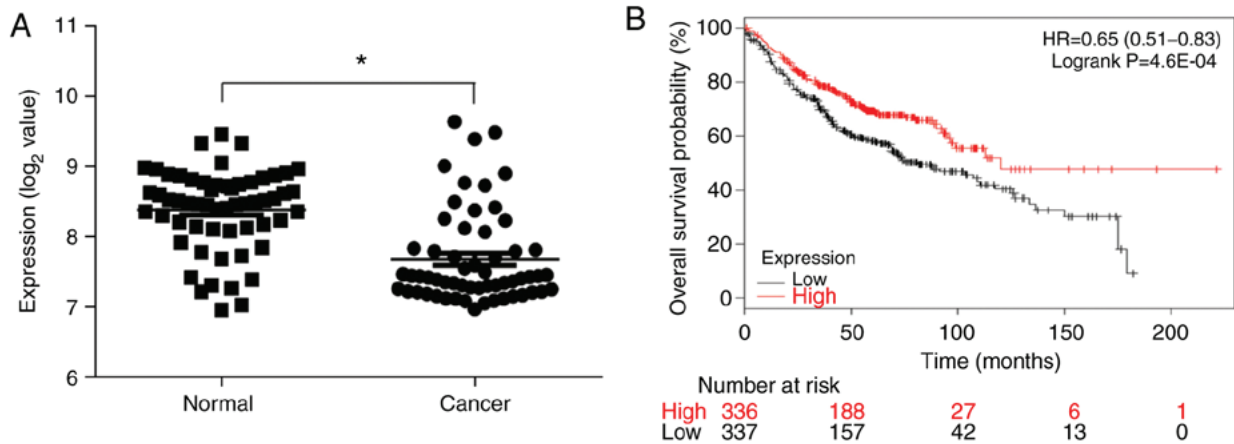 A
Expression (log2 value)
11
10
9
8
7
6
*
Normal
Cancer
B
Overall survival probability (%)
100
80
60
40
20
0
HR=0.65 (0.51–0.83)
Logrank P=4.6E-04
Expression
Low
High
0 50 100 150 200
Time (months)
Number at risk
High 336 188 27 6 1
Low 337 157 42 13 0